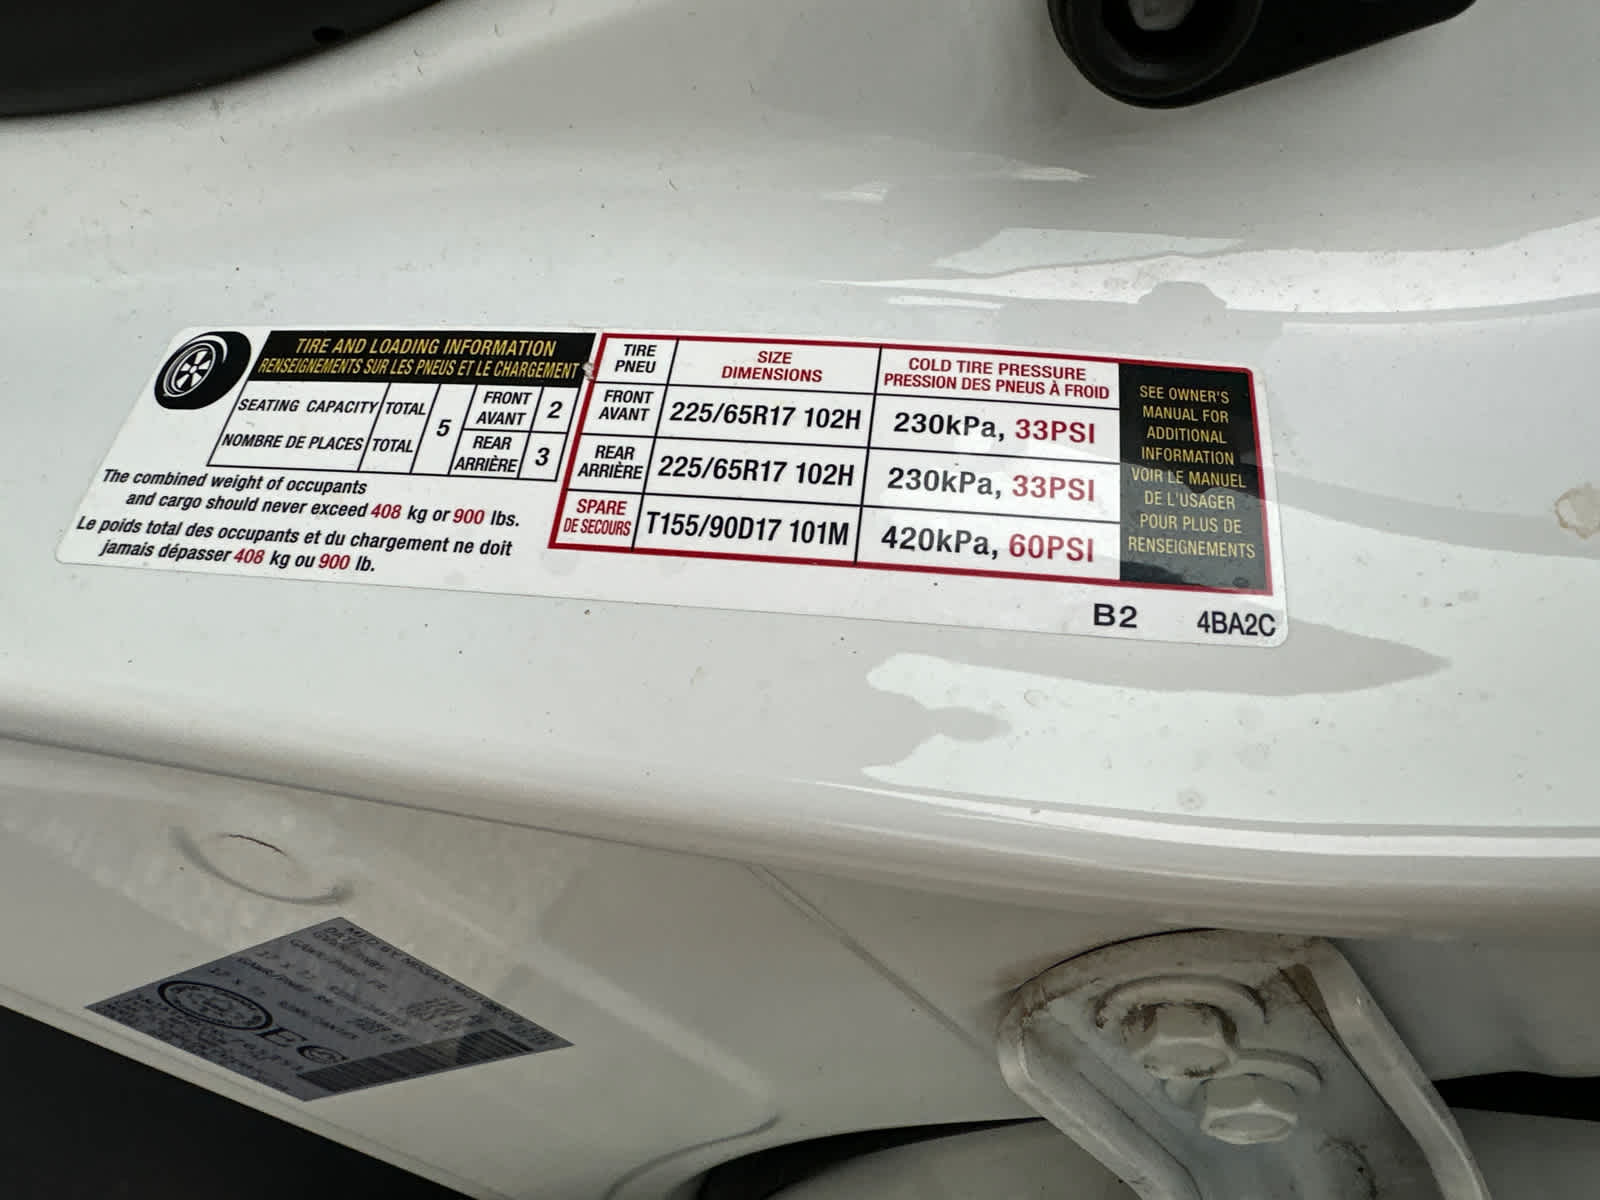 TIRE AND LOADING INFORMATION
RENSEIGNEMENTS SUR LES PNEUS ET LE CHARGEMENT
SEATING CAPACITY TOTAL 5 FRONT AVANT 2
NOMBRE DE PLACES TOTAL REAR ARRIÈRE 3
The combined weight of occupants
and cargo should never exceed 408 kg or 900 lbs.
Le poids total des occupants et du chargement ne doit
jamais dépasser 408 kg ou 900 lb.
TIRE PNEU SIZE DIMENSIONS COLD TIRE PRESSURE PRESSION DES PNEUS À FROID
FRONT AVANT 225/65R17 102H 230kPa, 33PSI
REAR ARRIÈRE 225/65R17 102H 230kPa, 33PSI
SPARE DE SECOURS T155/90D17 101M 420kPa, 60PSI
SEE OWNER'S
MANUAL FOR
ADDITIONAL
INFORMATION
VOIR LE MANUEL
DE L'USAGER
POUR PLUS DE
RENSEIGNEMENTS
B2 4BA2C
MFD BY NISSAN MOTOR
DATE